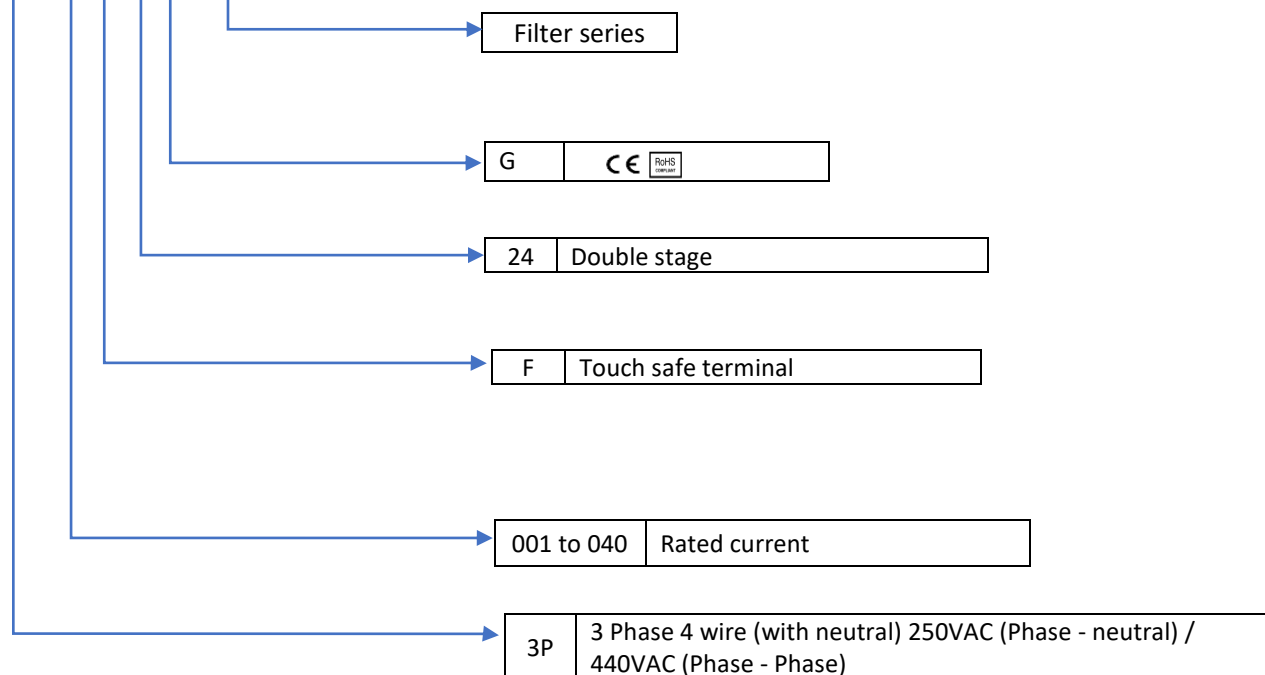 Filter series
G CE RoHS
COMPLIANT
24 Double stage
F Touch safe terminal
001 to 040 Rated current
3P 3 Phase 4 wire (with neutral) 250VAC (Phase - neutral) /
440VAC (Phase - Phase)